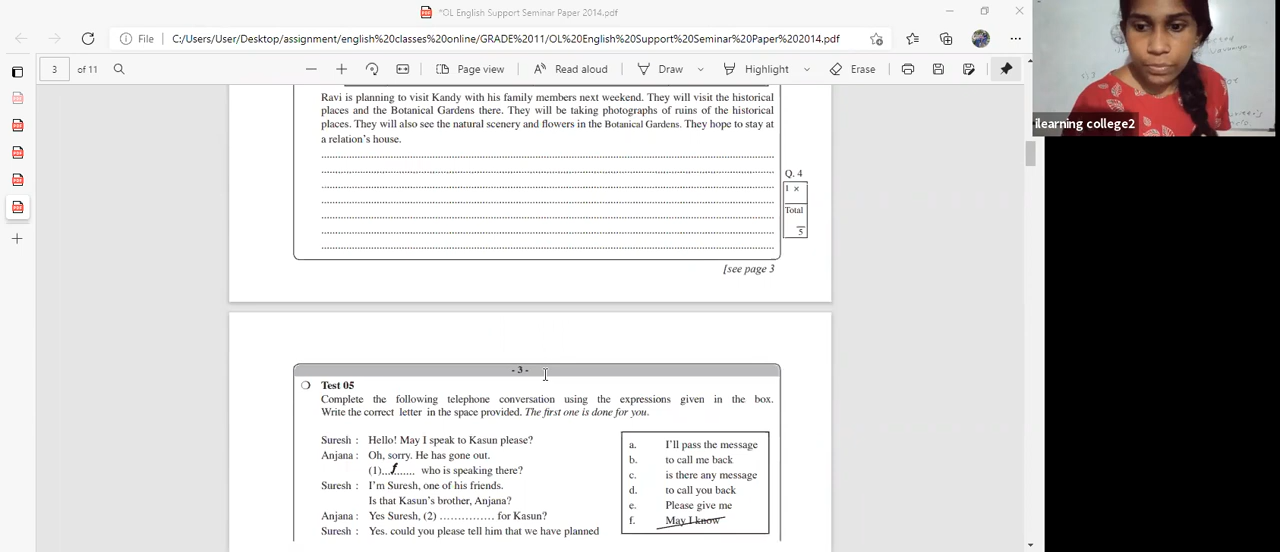 *OL English Support Seminar Paper 2014.pdf
File
C:/Users/User/Desktop/assignment/english%20classes%20online/GRADE%2011/OL%20English%20Support%20Seminar%20Paper%202014.pdf
3 of 11
Page view
Read aloud
Draw
Highlight
Erase
ilearning college2
Ravi is planning to visit Kandy with his family members next weekend. They will visit the historical
places and the Botanical Gardens there. They will be taking photographs of ruins of the historical
places. They will also see the natural scenery and flowers in the Botanical Gardens. They hope to stay at
a relation's house.
Q. 4
1 ×
Total
5
[see page 3
- 3 -
Test 05
Complete the following telephone conversation using the expressions given in the box.
Write the correct letter in the space provided. The first one is done for you.
Suresh : Hello! May I speak to Kasun please?
Anjana : Oh, sorry. He has gone out.
(1)...f....... who is speaking there?
Suresh : I'm Suresh, one of his friends.
Is that Kasun's brother, Anjana?
Anjana : Yes Suresh, (2) .............. for Kasun?
Suresh : Yes. could you please tell him that we have planned
a. I'll pass the message
b. to call me back
c. is there any message
d. to call you back
e. Please give me
f. May I know